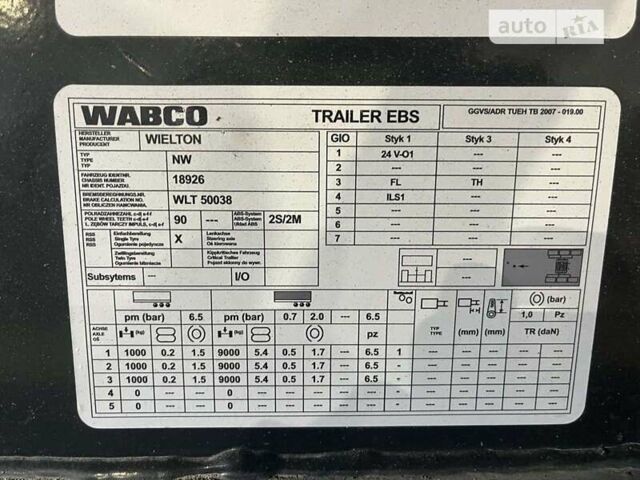 auto RIA
WABCO TRAILER EBS GGVS/ADR TUEH TB 2007 - 019.00
HERSTELLER
MANUFACTURER
PRODUCENT
WIELTON
TYP
TYPE
TYP
NW
FAHRZEUG IDENTNR.
CHASSIS NUMBER
NR IDENT. POJAZDU.
18926
BREMSBERECHNUNGS.NR.
BRAKE CALCULATION NR.
NR OBLICZEN HAMOWANIA.
WLT 50038
POLRADZAHNEZAHL c-d| e-f
POLE WHEEL TEETH c-d| e-f
L. ZĘBÓW TARCZY IMPULS, c-d| e-f
90 --- ABS-System
ABS-System
Układ ABS
2S/2M
RSS
RSS
RSS
Einfachbereifung
Single Tyre
Ogumienie pojedyncze
X
Lenkachse
Steering axle
Oś kierowana
Zwillingsbereifung
Twin Tyre
Ogumienie bliźniacze
Kippkritisches Fahrzeug
Critical Trailer
Pojazd skłonny do wywr.
Subsytems --- I/O
GIO Styk 1 Styk 3 Styk 4
1 24 V-O1 --- ---
2 --- --- ---
3 FL TH ---
4 ILS1 --- ---
5 --- --- ---
6 --- --- ---
7 --- --- ---
pm (bar) 6.5 pm (bar) 0.7 2.0 --- 6.5
ACHSE
AXLE
OŚ
(kg) (kg) pz
TYP
TYPE
(mm) (mm) (bar)
1,0 Pz
TR (daN)
1 1000 0.2 1.5 9000 5.4 0.5 1.7 --- 6.5 1 --- --- --- --- ---
2 1000 0.2 1.5 9000 5.4 0.5 1.7 --- 6.5 - --- --- --- --- ---
3 1000 0.2 1.5 9000 5.4 0.5 1.7 --- 6.5 - --- --- --- --- ---
4 0 --- --- 0 --- --- --- --- --- - --- --- --- --- ---
5 0 --- --- 0 --- --- --- --- --- - --- --- --- --- ---